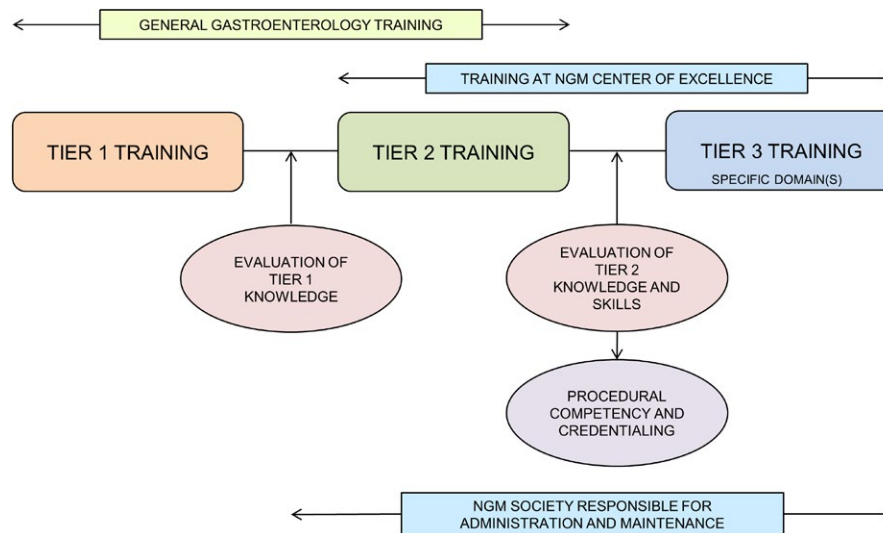 GENERAL GASTROENTEROLOGY TRAINING
TRAINING AT NGM CENTER OF EXCELLENCE
TIER 1 TRAINING
TIER 2 TRAINING
TIER 3 TRAINING
SPECIFIC DOMAIN(S)
EVALUATION OF
TIER 1
KNOWLEDGE
EVALUATION OF
TIER 2
KNOWLEDGE AND
SKILLS
PROCEDURAL
COMPETENCY AND
CREDENTIALING
NGM SOCIETY RESPONSIBLE FOR
ADMINISTRATION AND MAINTENANCE